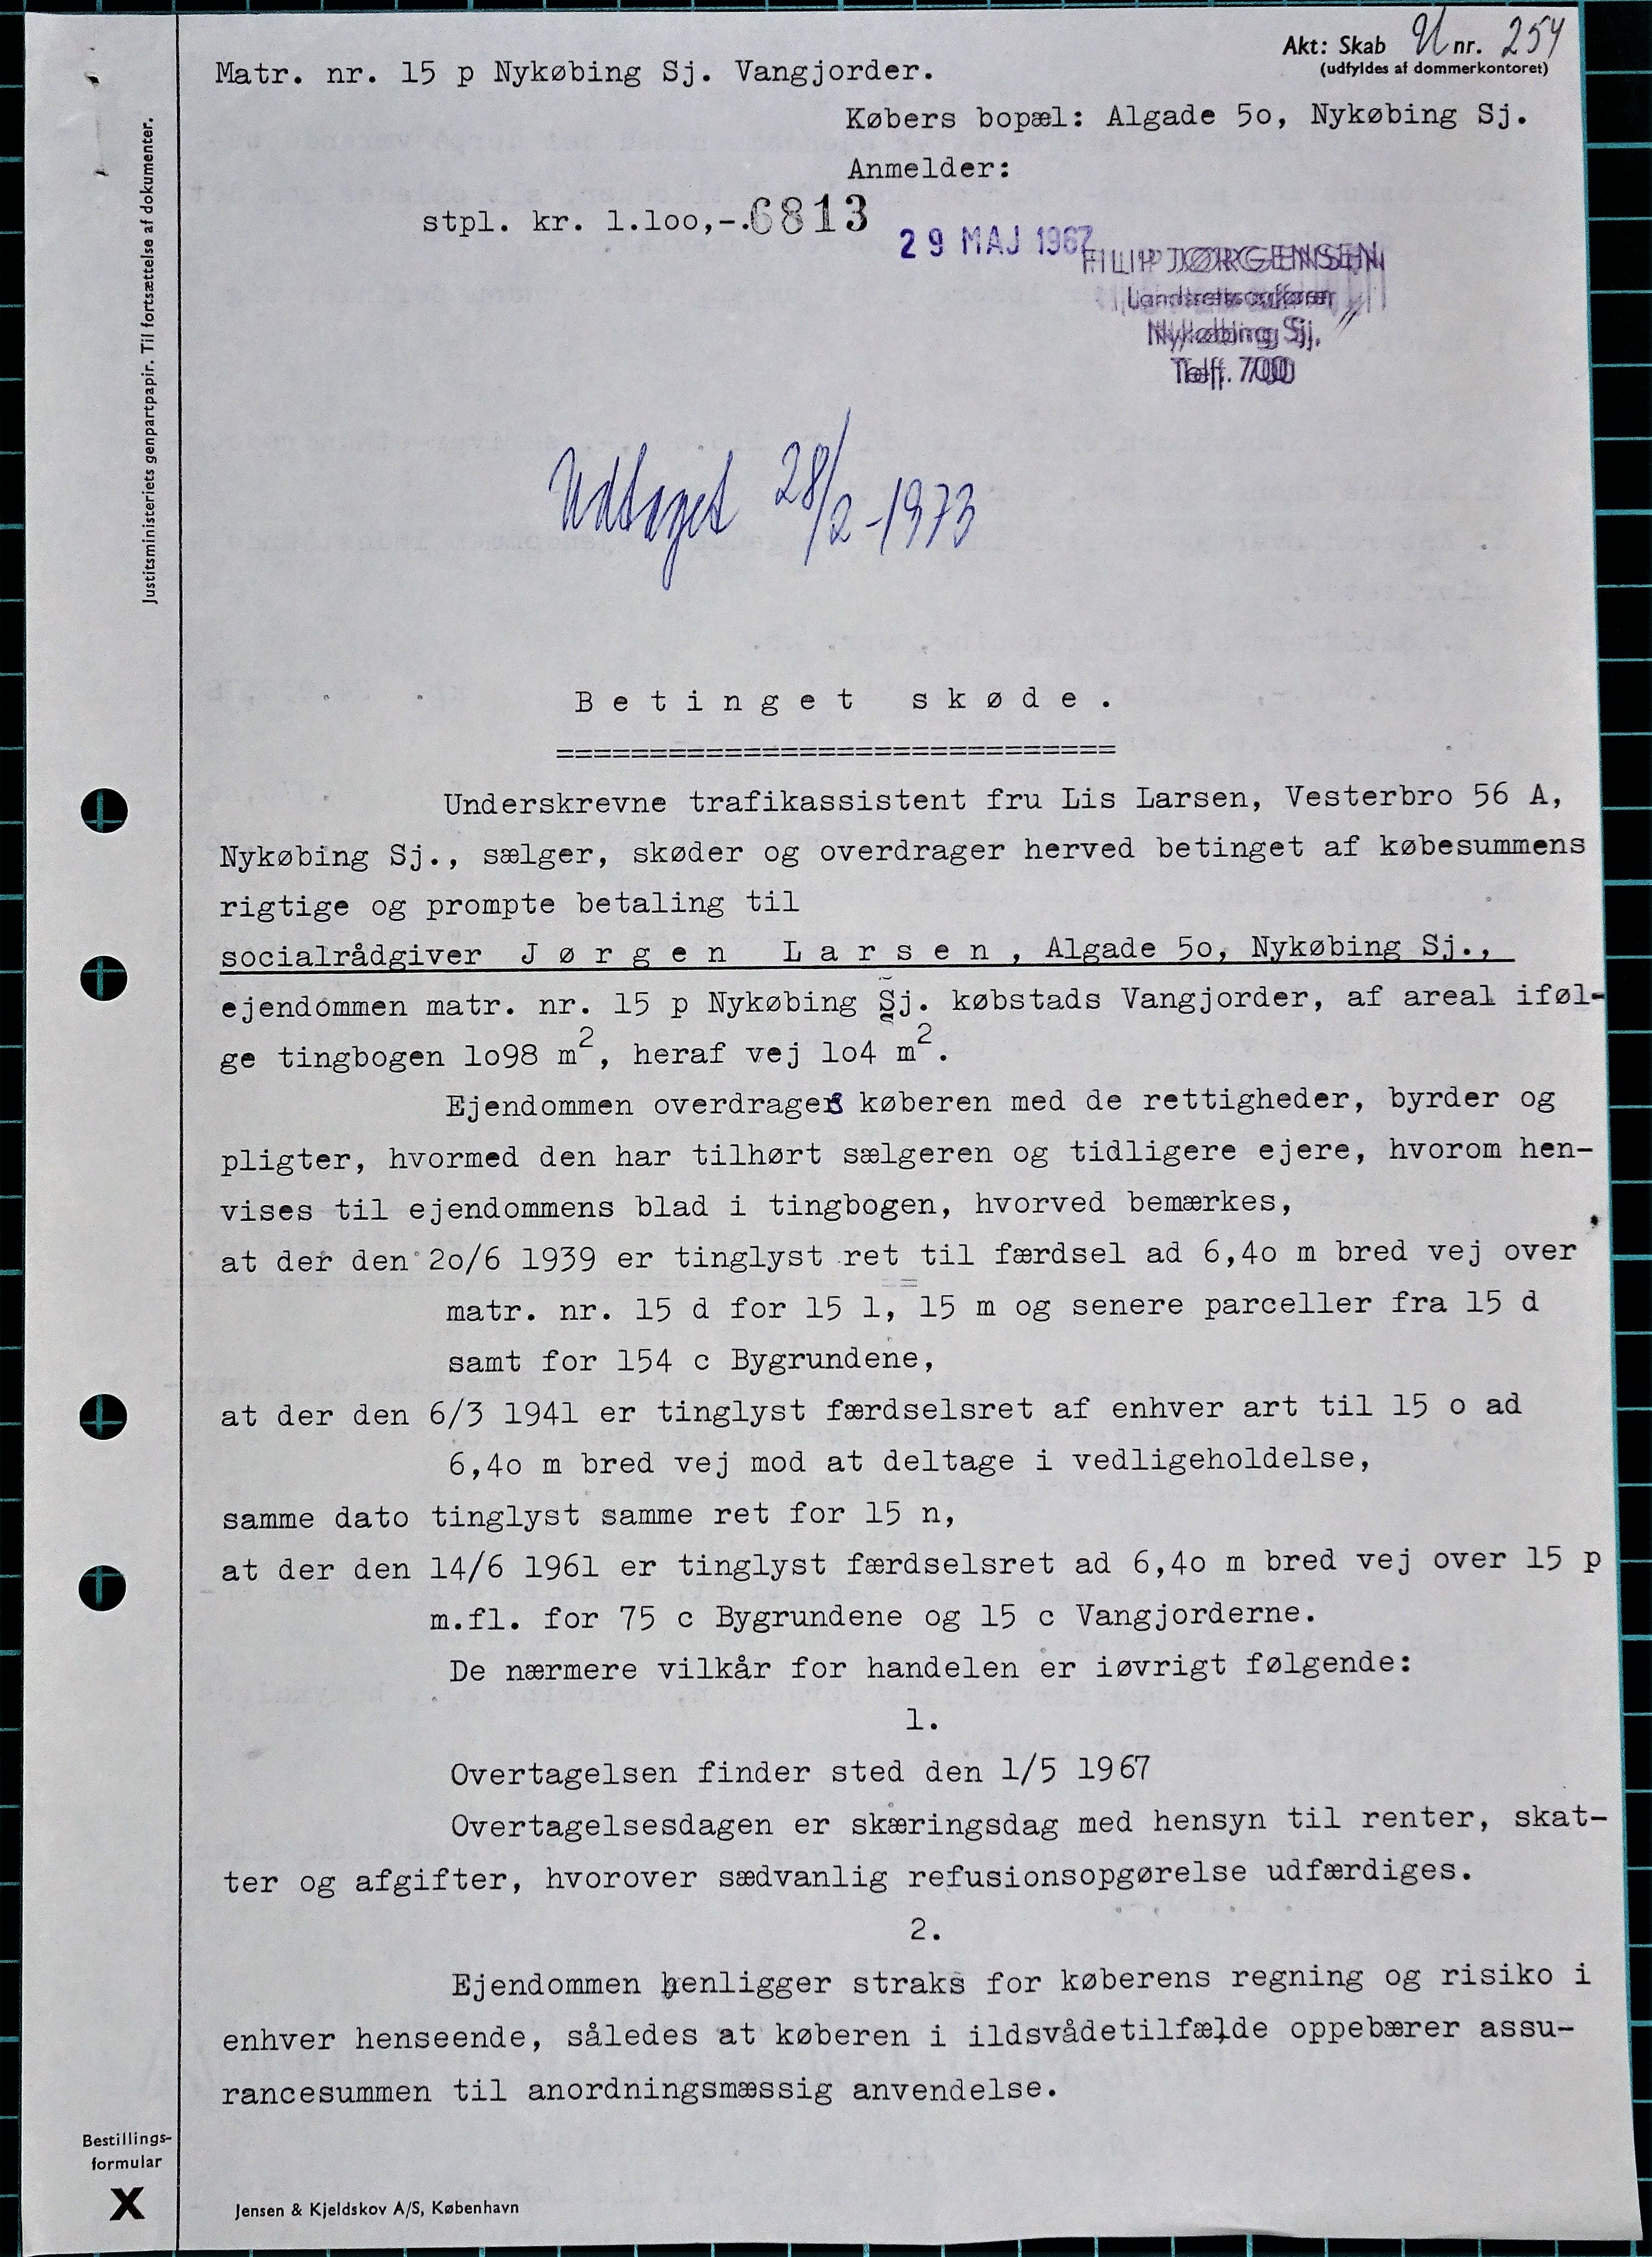 Akt: Skab U nr. 254
(udfyldes af dommerkontoret)
Matr. nr. 15 p Nykøbing Sj. Vangjorder.
Købers bopæl: Algade 5o, Nykøbing Sj.
Anmelder:
stpl. kr. 1.1oo,-. 6813
29 MAJ 1967
FILIP JØRGENSEN
Landsretssagfører
Nykøbing Sj.
Telf. 700
Justitsministeriets genpartpapir. Til fortsættelse af dokumenter.
Udtaget 28/2-1973
Betinget skøde.
==============================
Underskrevne trafikassistent fru Lis Larsen, Vesterbro 56 A,
Nykøbing Sj., sælger, skøder og overdrager herved betinget af købesummens
rigtige og prompte betaling til
socialrådgiver Jørgen Larsen, Algade 5o, Nykøbing Sj.,
ejendommen matr. nr. 15 p Nykøbing Sj. købstads Vangjorder, af areal iføl-
ge tingbogen 1o98 m2, heraf vej 1o4 m2.
Ejendommen overdrages køberen med de rettigheder, byrder og
pligter, hvormed den har tilhørt sælgeren og tidligere ejere, hvorom hen-
vises til ejendommens blad i tingbogen, hvorved bemærkes,
at der den 2o/6 1939 er tinglyst ret til færdsel ad 6,4o m bred vej over
matr. nr. 15 d for 15 l, 15 m og senere parceller fra 15 d
samt for 154 c Bygrundene,
at der den 6/3 1941 er tinglyst færdselsret af enhver art til 15 o ad
6,4o m bred vej mod at deltage i vedligeholdelse,
samme dato tinglyst samme ret for 15 n,
at der den 14/6 1961 er tinglyst færdselsret ad 6,4o m bred vej over 15 p
m.fl. for 75 c Bygrundene og 15 c Vangjorderne.
De nærmere vilkår for handelen er iøvrigt følgende:
1.
Overtagelsen finder sted den 1/5 1967
Overtagelsesdagen er skæringsdag med hensyn til renter, skat-
ter og afgifter, hvorover sædvanlig refusionsopgørelse udfærdiges.
2.
Ejendommen henligger straks for køberens regning og risiko i
enhver henseende, således at køberen i ildsvådetilfælde oppebærer assu-
rancesummen til anordningsmæssig anvendelse.
Bestillings-
formular
X
Jensen & Kjeldskov A/S, København